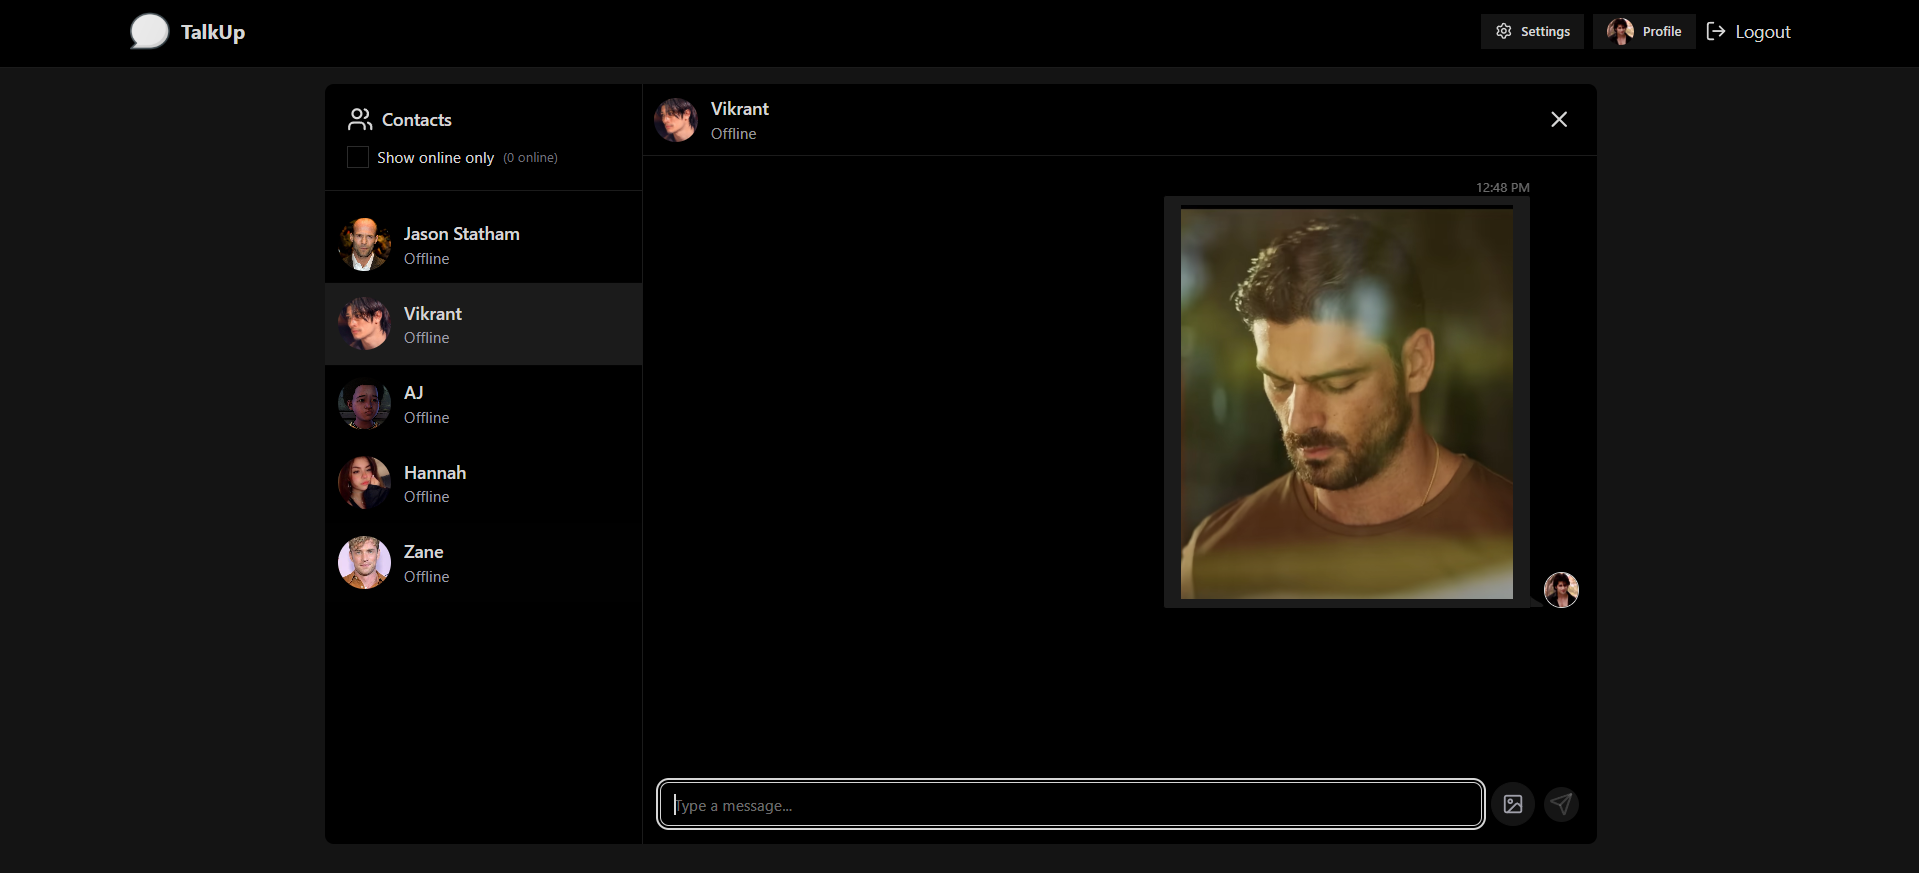 TalkUp
Settings
Profile
Logout
Contacts
Show online only (0 online)
Jason Statham
Offline
Vikrant
Offline
AJ
Offline
Hannah
Offline
Zane
Offline
Vikrant
Offline
12:48 PM
Type a message...